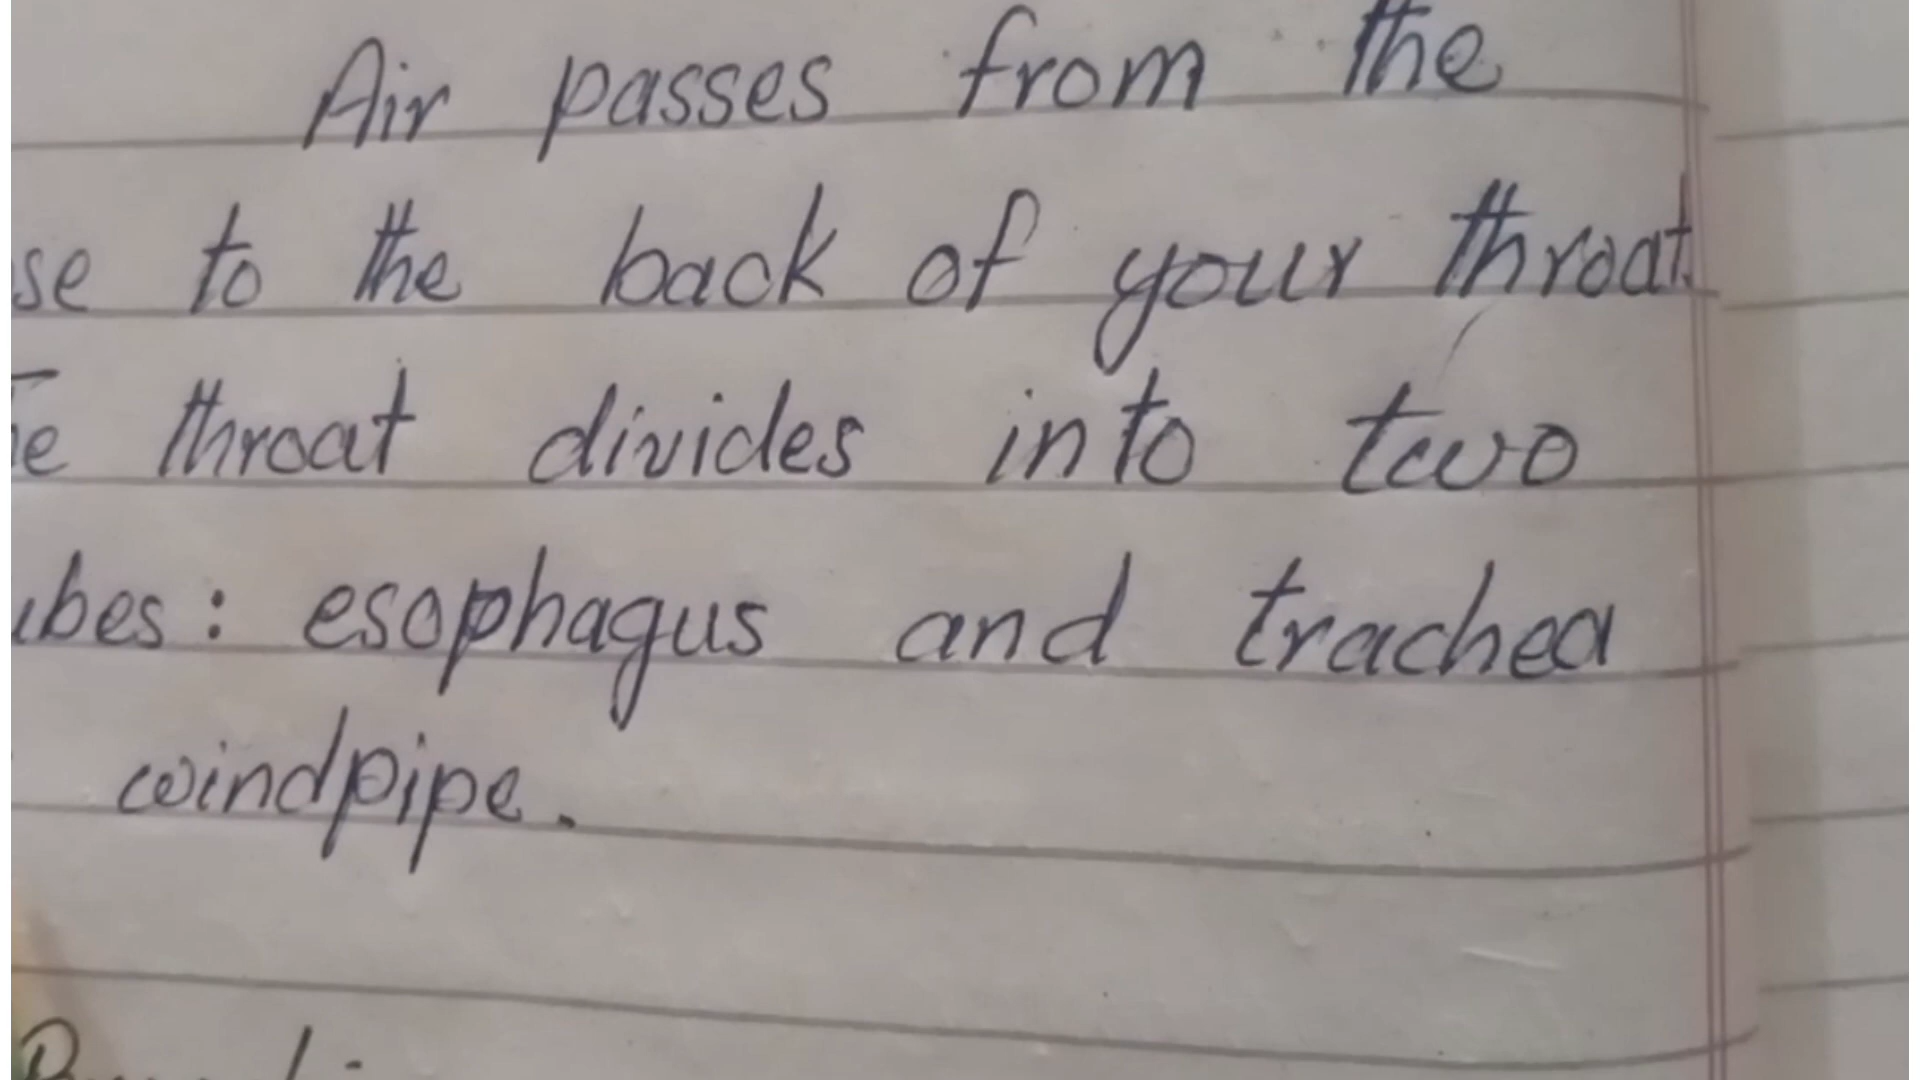 Air passes from the
se to the back of your throat.
e throat divides into two
ubes: esophagus and trachea
windpipe.